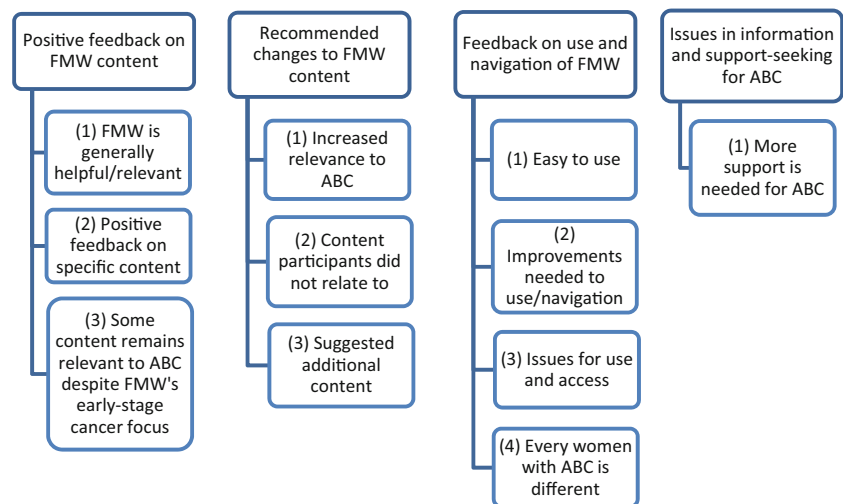 Positive feedback on
FMW content
(1) FMW is
generally
helpful/relevant
(2) Positive
feedback on
specific content
(3) Some
content remains
relevant to ABC
despite FMW's
early-stage
cancer focus
Recommended
changes to FMW
content
(1) Increased
relevance to
ABC
(2) Content
participants did
not relate to
(3) Suggested
additional
content
Feedback on use and
navigation of FMW
(1) Easy to use
(2)
Improvements
needed to
use/navigation
(3) Issues for use
and access
(4) Every women
with ABC is
different
Issues in information
and support-seeking
for ABC
(1) More
support is
needed for ABC